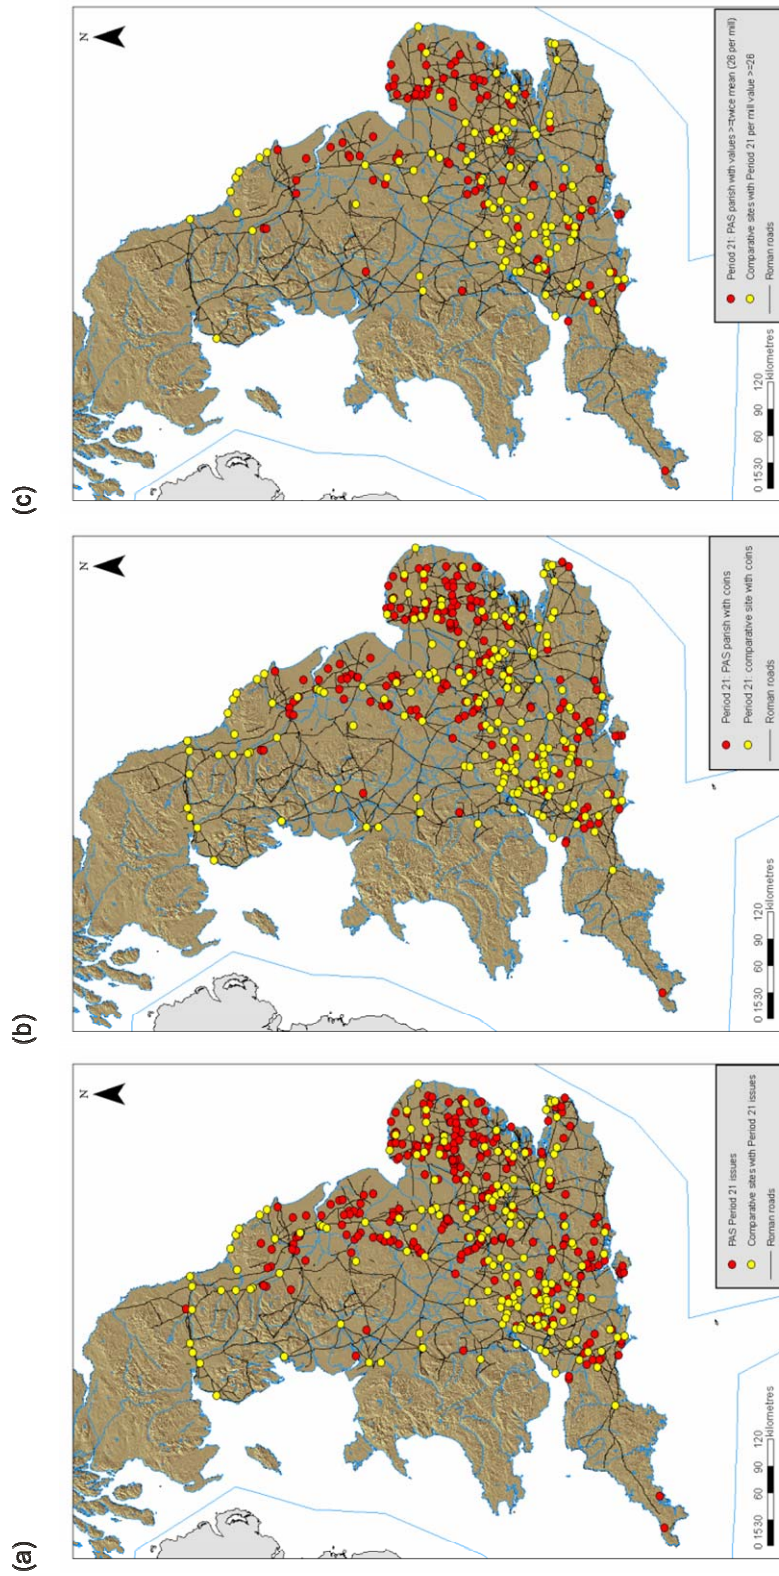 (a)
N
PAS Period 21 issues
Comparative sites with Period 21 issues
Roman roads
0 15 30 60 90 120
kilometres
(b)
N
Period 21: PAS parish with coins
Period 21: comparative site with coins
Roman roads
0 15 30 60 90 120
kilometres
(c)
N
Period 21: PAS parish with values >=twice mean (26 per mill)
Comparative sites with Period 21 per mill value >=26
Roman roads
0 15 30 60 90 120
kilometres